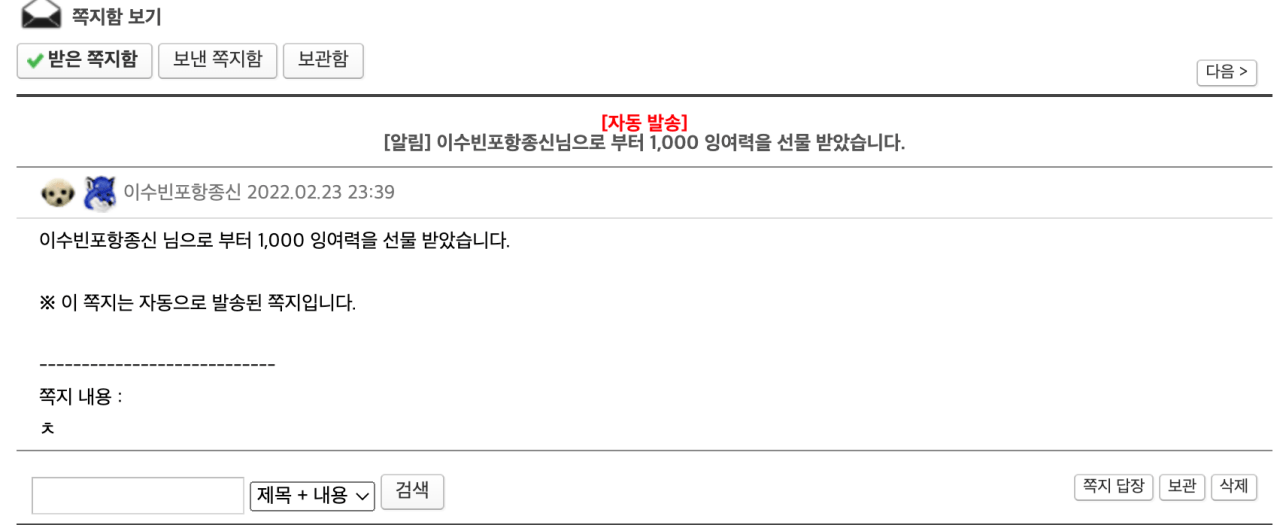 쪽지함 보기
받은 쪽지함 보낸 쪽지함 보관함
다음 >
[자동 발송]
[알림] 이수빈포항종신님으로 부터 1,000 잉여력을 선물 받았습니다.
이수빈포항종신 2022.02.23 23:39
이수빈포항종신 님으로 부터 1,000 잉여력을 선물 받았습니다.
※ 이 쪽지는 자동으로 발송된 쪽지입니다.
----------------------------
쪽지 내용 :
ㅊ
제목 + 내용 검색 쪽지 답장 보관 삭제